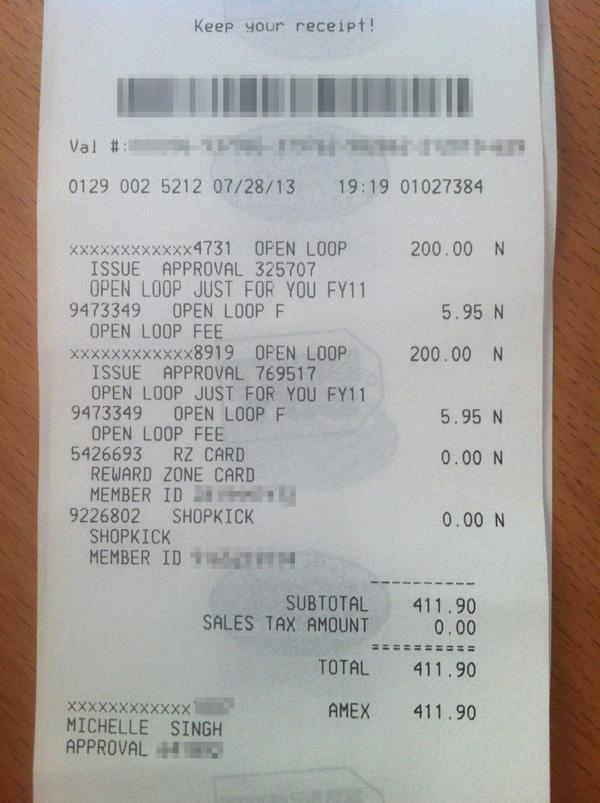 Keep your receipt!
Val #:
0129 002 5212 07/28/13 19:19 01027384
xxxxxxxxxxxx4731 OPEN LOOP 200.00 N
ISSUE APPROVAL 325707
OPEN LOOP JUST FOR YOU FY11
9473349 OPEN LOOP F 5.95 N
OPEN LOOP FEE
xxxxxxxxxxxx8919 OPEN LOOP 200.00 N
ISSUE APPROVAL 769517
OPEN LOOP JUST FOR YOU FY11
9473349 OPEN LOOP F 5.95 N
OPEN LOOP FEE
5426693 RZ CARD 0.00 N
REWARD ZONE CARD
MEMBER ID
9226802 SHOPKICK 0.00 N
SHOPKICK
MEMBER ID
SUBTOTAL 411.90
SALES TAX AMOUNT 0.00
TOTAL 411.90
xxxxxxxxxxxx AMEX 411.90
MICHELLE SINGH
APPROVAL